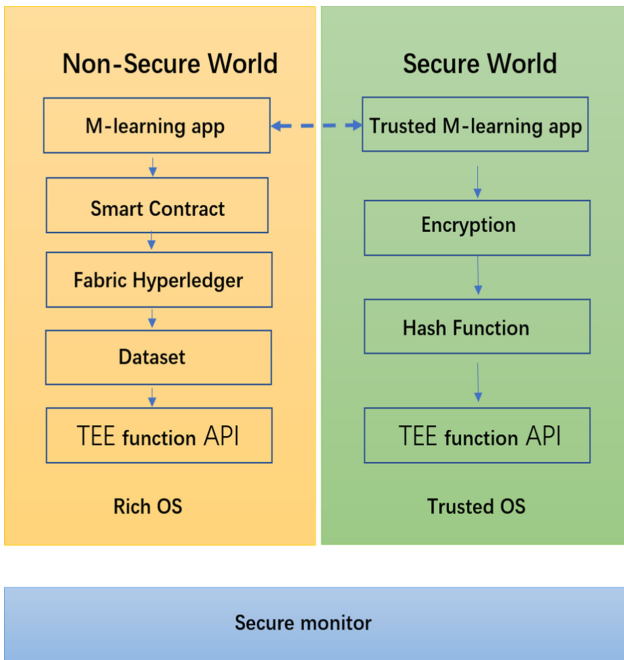 Non-Secure World
M-learning app
Smart Contract
Fabric Hyperledger
Dataset
TEE function API
Rich OS
Secure World
Trusted M-learning app
Encryption
Hash Function
TEE function API
Trusted OS
Secure monitor